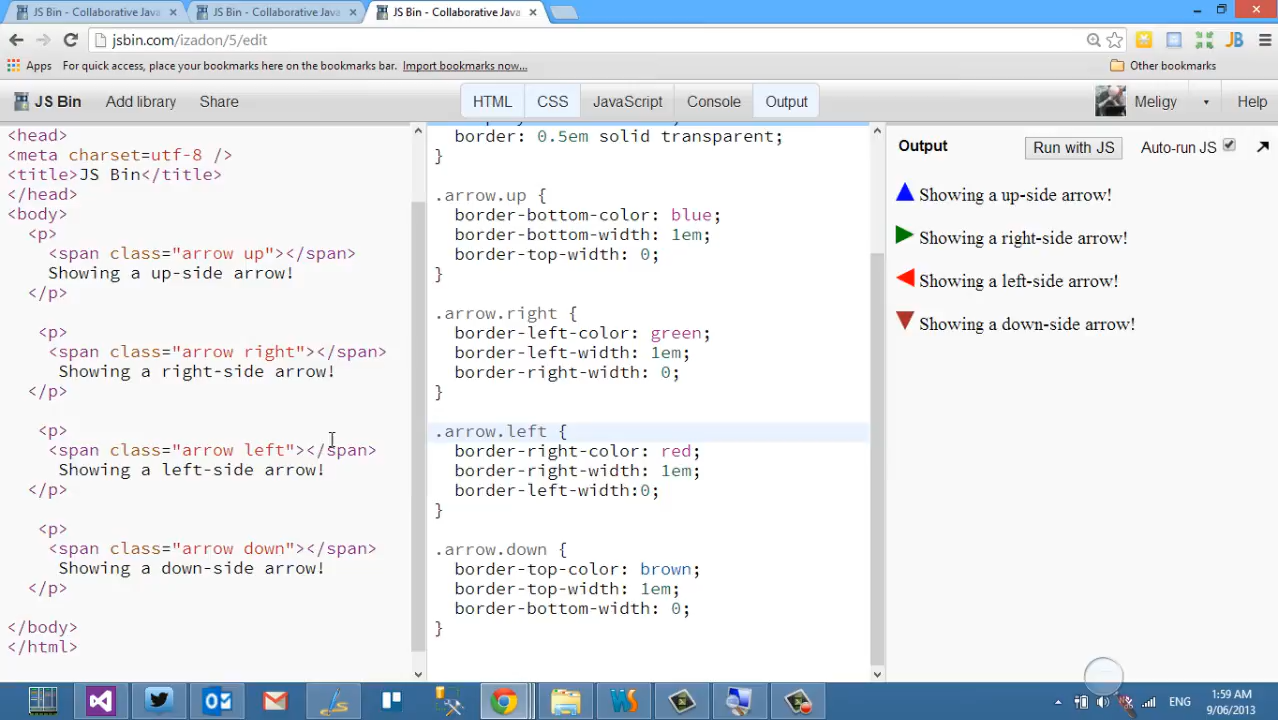 JS Bin - Collaborative Java
JS Bin - Collaborative Java
JS Bin - Collaborative Java
jsbin.com/izadon/5/edit
Apps For quick access, place your bookmarks here on the bookmarks bar. Import bookmarks now... Other bookmarks
JS Bin Add library Share HTML CSS JavaScript Console Output Meligy Help
<head>
<meta charset=utf-8 />
<title>JS Bin</title>
</head>
<body>
<p>
<span class="arrow up"></span>
Showing a up-side arrow!
</p>
<p>
<span class="arrow right"></span>
Showing a right-side arrow!
</p>
<p>
<span class="arrow left"></span>
Showing a left-side arrow!
</p>
<p>
<span class="arrow down"></span>
Showing a down-side arrow!
</p>
</body>
</html>
border: 0.5em solid transparent;
}
.arrow.up {
border-bottom-color: blue;
border-bottom-width: 1em;
border-top-width: 0;
}
.arrow.right {
border-left-color: green;
border-left-width: 1em;
border-right-width: 0;
}
.arrow.left {
border-right-color: red;
border-right-width: 1em;
border-left-width:0;
}
.arrow.down {
border-top-color: brown;
border-top-width: 1em;
border-bottom-width: 0;
}
Output Run with JS Auto-run JS
Showing a up-side arrow!
Showing a right-side arrow!
Showing a left-side arrow!
Showing a down-side arrow!
ENG
1:59 AM
9/06/2013